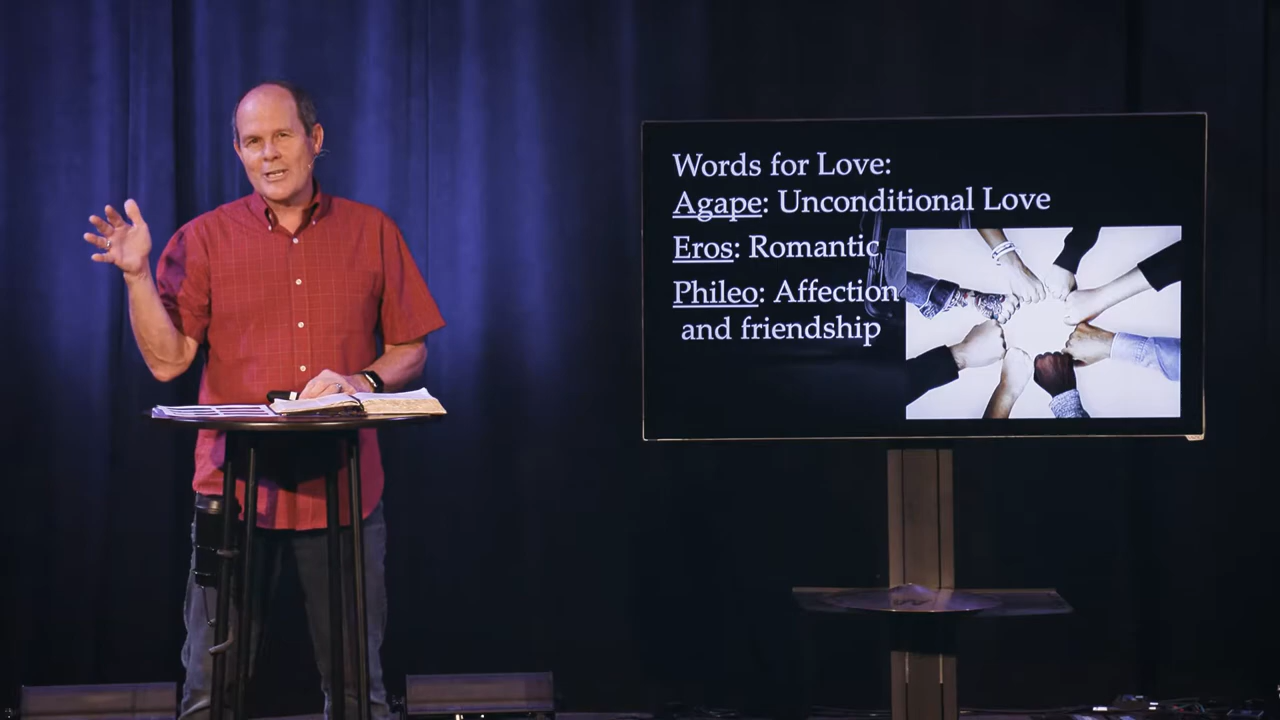 Words for Love:
Agape: Unconditional Love
Eros: Romantic
Phileo: Affection
and friendship